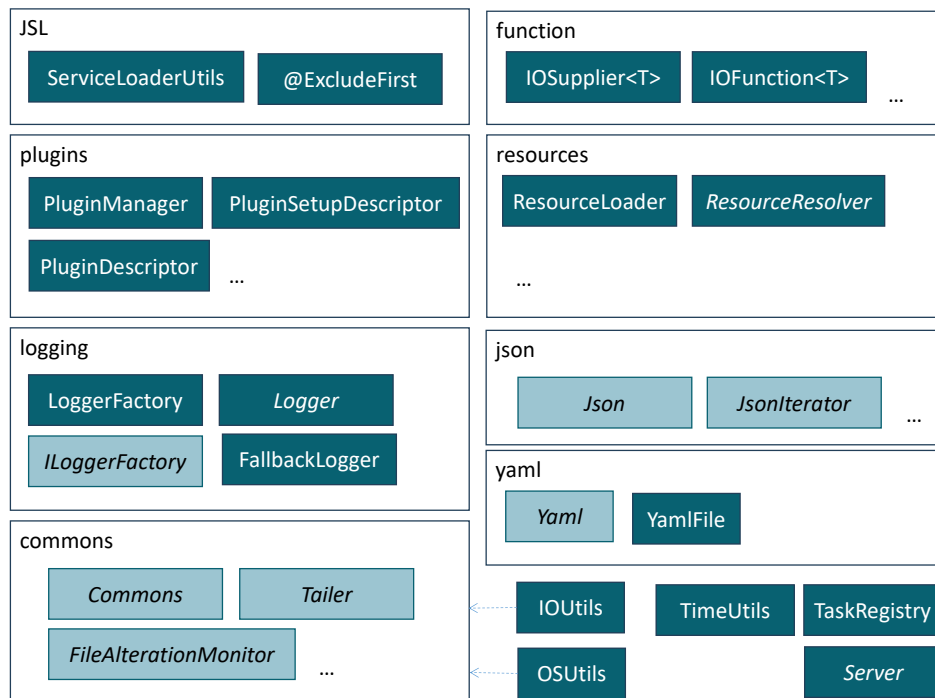 JSL
ServiceLoaderUtils
@ExcludeFirst
function
IOSupplier<T>
IOFunction<T>
...
plugins
PluginManager
PluginSetupDescriptor
PluginDescriptor
...
resources
ResourceLoader
ResourceResolver
...
logging
LoggerFactory
Logger
ILoggerFactory
FallbackLogger
json
Json
JsonIterator
...
yaml
Yaml
YamlFile
commons
Commons
Tailer
FileAlterationMonitor
...
IOUtils
TimeUtils
TaskRegistry
OSUtils
Server